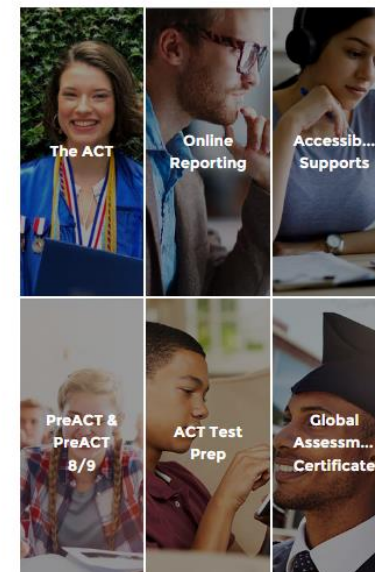 The ACT
Online
Reporting
Accessib...
Supports
PreACT &
PreACT
8/9
ACT Test
Prep
Global
Assessm...
Certificate